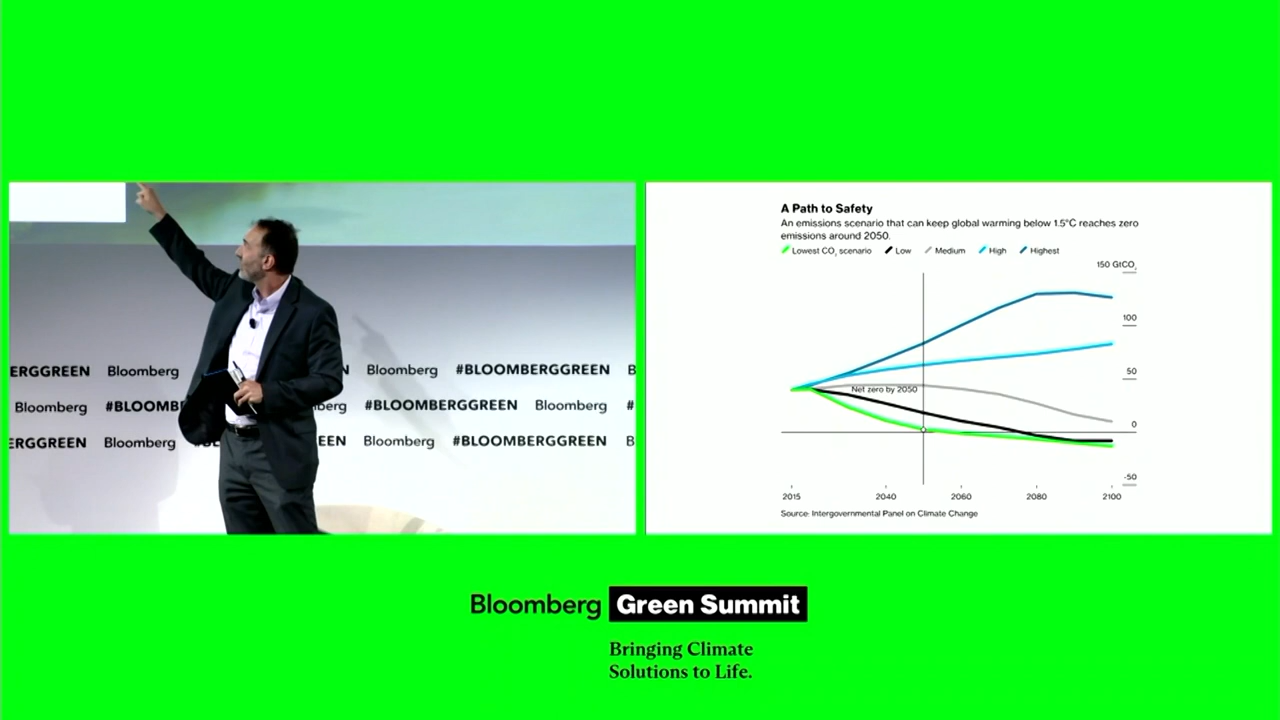 ERGGREEN Bloomberg N Bloomberg #BLOOMBERGGREEN B
Bloomberg #BLOOMB berg #BLOOMBERGGREEN Bloomberg #
ERGGREEN Bloomberg #B EEN Bloomberg #BLOOMBERGGREEN B
A Path to Safety
An emissions scenario that can keep global warming below 1.5°C reaches zero
emissions around 2050.
Lowest CO₂ scenario Low Medium High Highest
150 GtCO₂
100
50
Net zero by 2050
0
-50
2015 2040 2060 2080 2100
Source: Intergovernmental Panel on Climate Change
Bloomberg Green Summit
Bringing Climate
Solutions to Life.